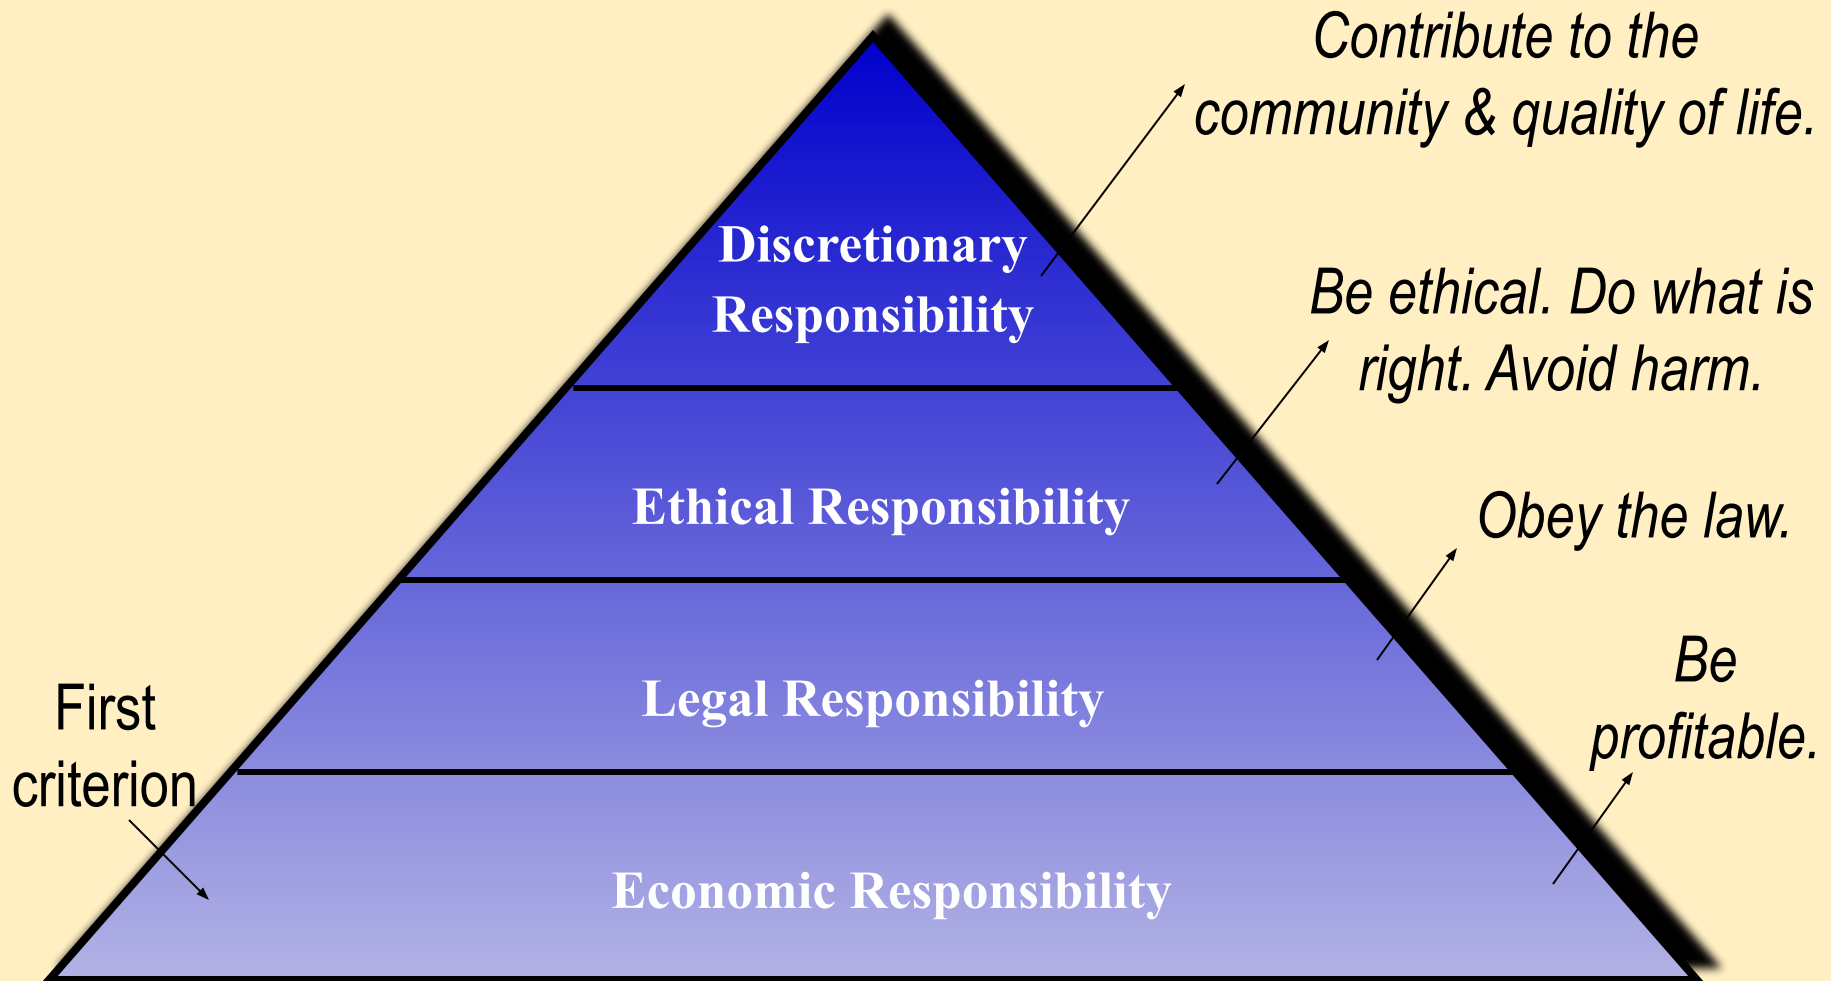 Contribute to the
community & quality of life.
Discretionary
Responsibility
Be ethical. Do what is
right. Avoid harm.
Ethical Responsibility
Obey the law.
Legal Responsibility
Be
profitable.
First
criterion
Economic Responsibility